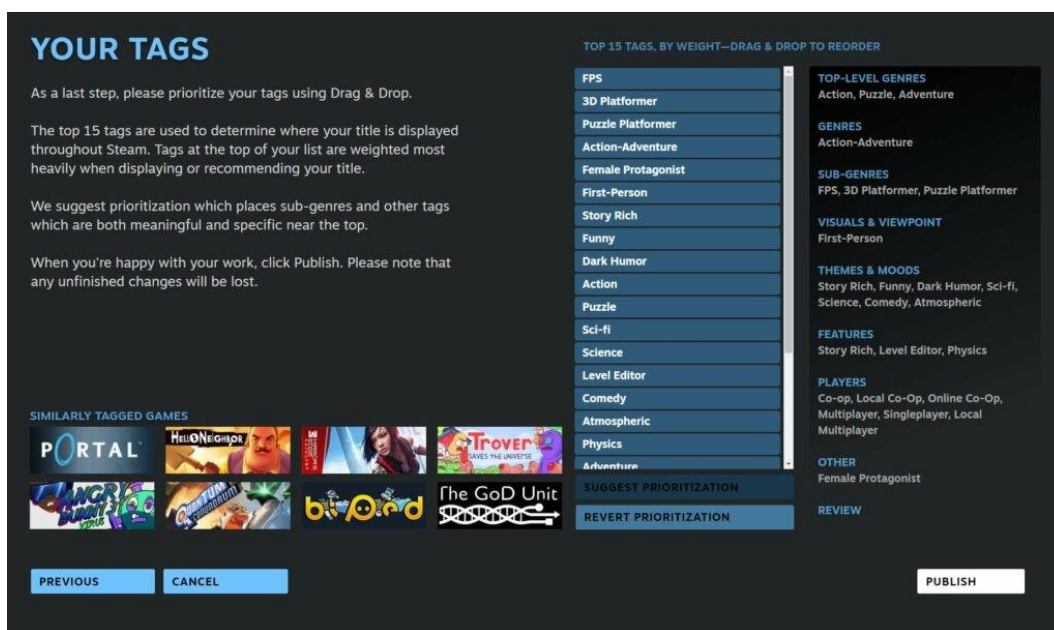 YOUR TAGS
As a last step, please prioritize your tags using Drag & Drop.
The top 15 tags are used to determine where your title is displayed
throughout Steam. Tags at the top of your list are weighted most
heavily when displaying or recommending your title.
We suggest prioritization which places sub-genres and other tags
which are both meaningful and specific near the top.
When you're happy with your work, click Publish. Please note that
any unfinished changes will be lost.
SIMILARLY TAGGED GAMES
PORTAL
HELLO NEIGHBOR
Trover
SAVES THE UNIVERSE
ANGRY
BUNNY
VIRUS
QUANTUM
CONUNDRUM
biped
The GoD Unit
TOP 15 TAGS, BY WEIGHT—DRAG & DROP TO REORDER
FPS
3D Platformer
Puzzle Platformer
Action-Adventure
Female Protagonist
First-Person
Story Rich
Funny
Dark Humor
Action
Puzzle
Sci-fi
Science
Level Editor
Comedy
Atmospheric
Physics
Adventure
SUGGEST PRIORITIZATION
REVERT PRIORITIZATION
TOP-LEVEL GENRES
Action, Puzzle, Adventure
GENRES
Action-Adventure
SUB-GENRES
FPS, 3D Platformer, Puzzle Platformer
VISUALS & VIEWPOINT
First-Person
THEMES & MOODS
Story Rich, Funny, Dark Humor, Sci-fi,
Science, Comedy, Atmospheric
FEATURES
Story Rich, Level Editor, Physics
PLAYERS
Co-op, Local Co-Op, Online Co-Op,
Multiplayer, Singleplayer, Local
Multiplayer
OTHER
Female Protagonist
REVIEW
PREVIOUS
CANCEL
PUBLISH